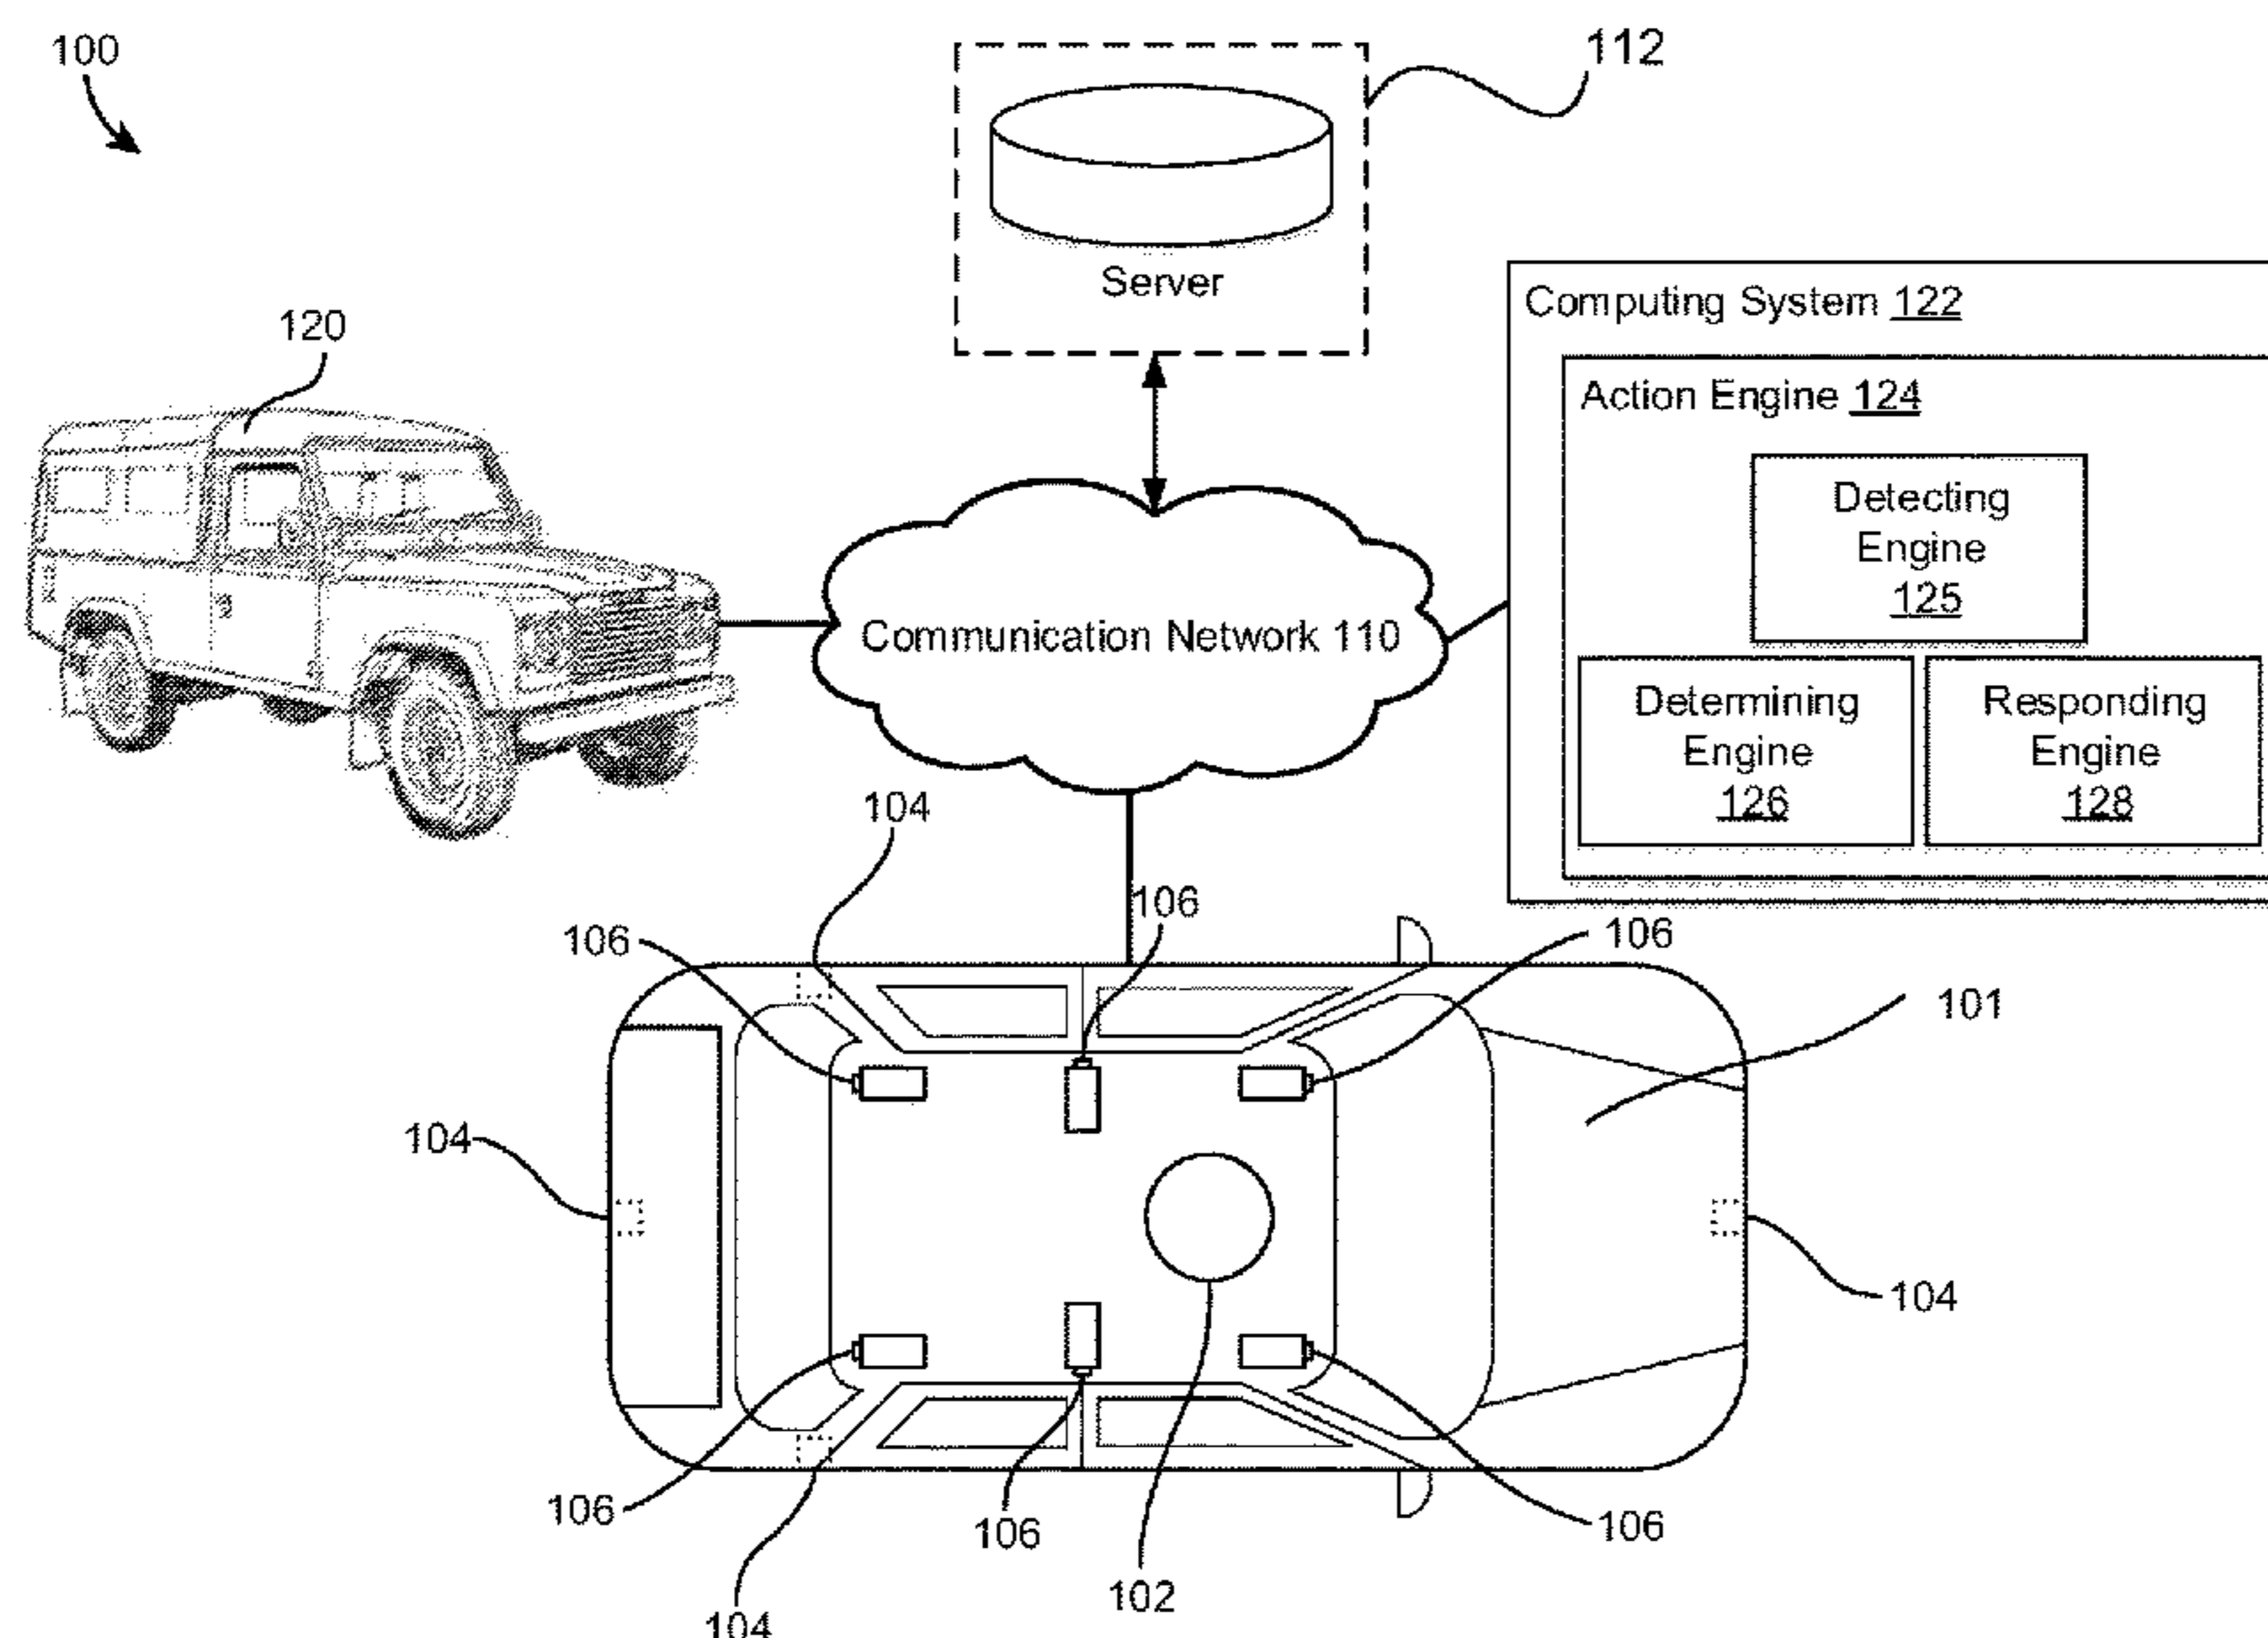 100
112
Server
120
Computing System 122
Action Engine 124
Detecting
Engine
125
Communication Network 110
Determining
Engine
126
Responding
Engine
128
104
106
106
106
101
104
104
106
106
106
102
104